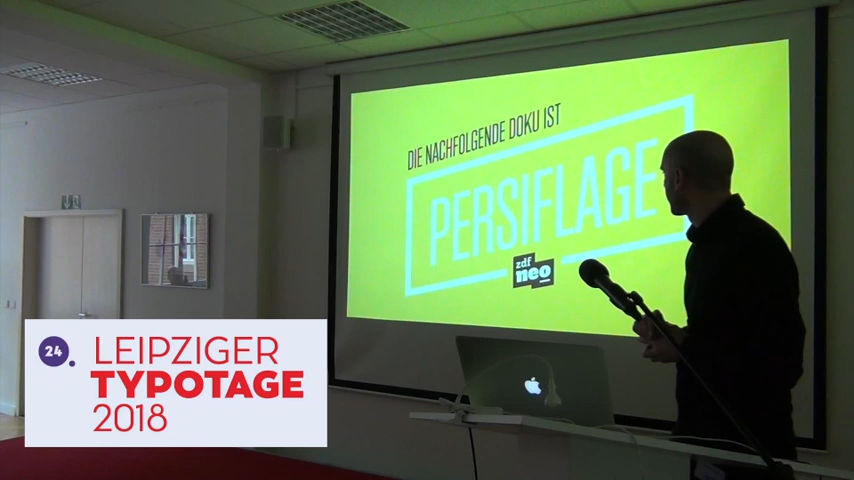 DIE NACHFOLGENDE DOKU IST
PERSIFLAGE
zdf
neo
24.
LEIPZIGER
TYPOTAGE
2018